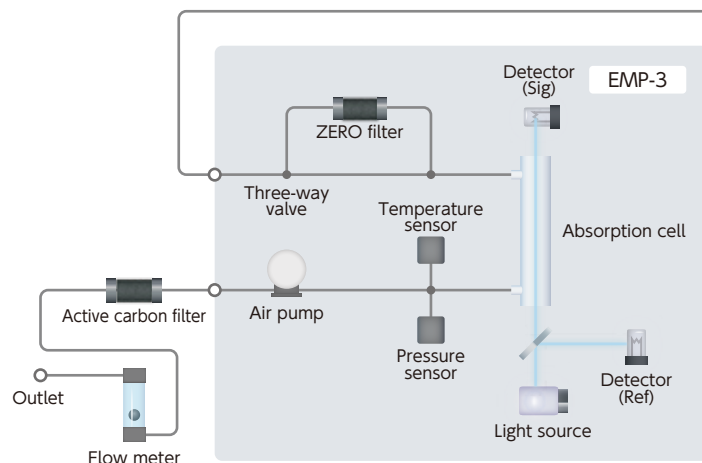 Detector
(Sig)
EMP-3
ZERO filter
Three-way
valve
Temperature
sensor
Absorption cell
Active carbon filter
Air pump
Pressure
sensor
Detector
(Ref)
Outlet
Light source
Flow meter